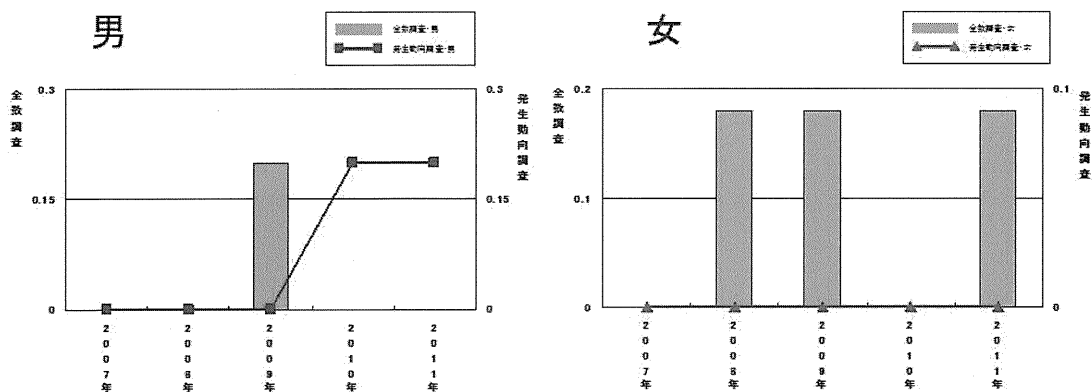 男
全数調査・男
発生動向調査・男
全数調査
0.3
0.15
0
0.3
0.15
0
発生動向調査
2007年
2008年
2009年
2010年
2011年
女
全数調査・女
発生動向調査・女
全数調査
0.2
0.1
0
0.1
0
発生動向調査
2007年
2008年
2009年
2010年
2011年